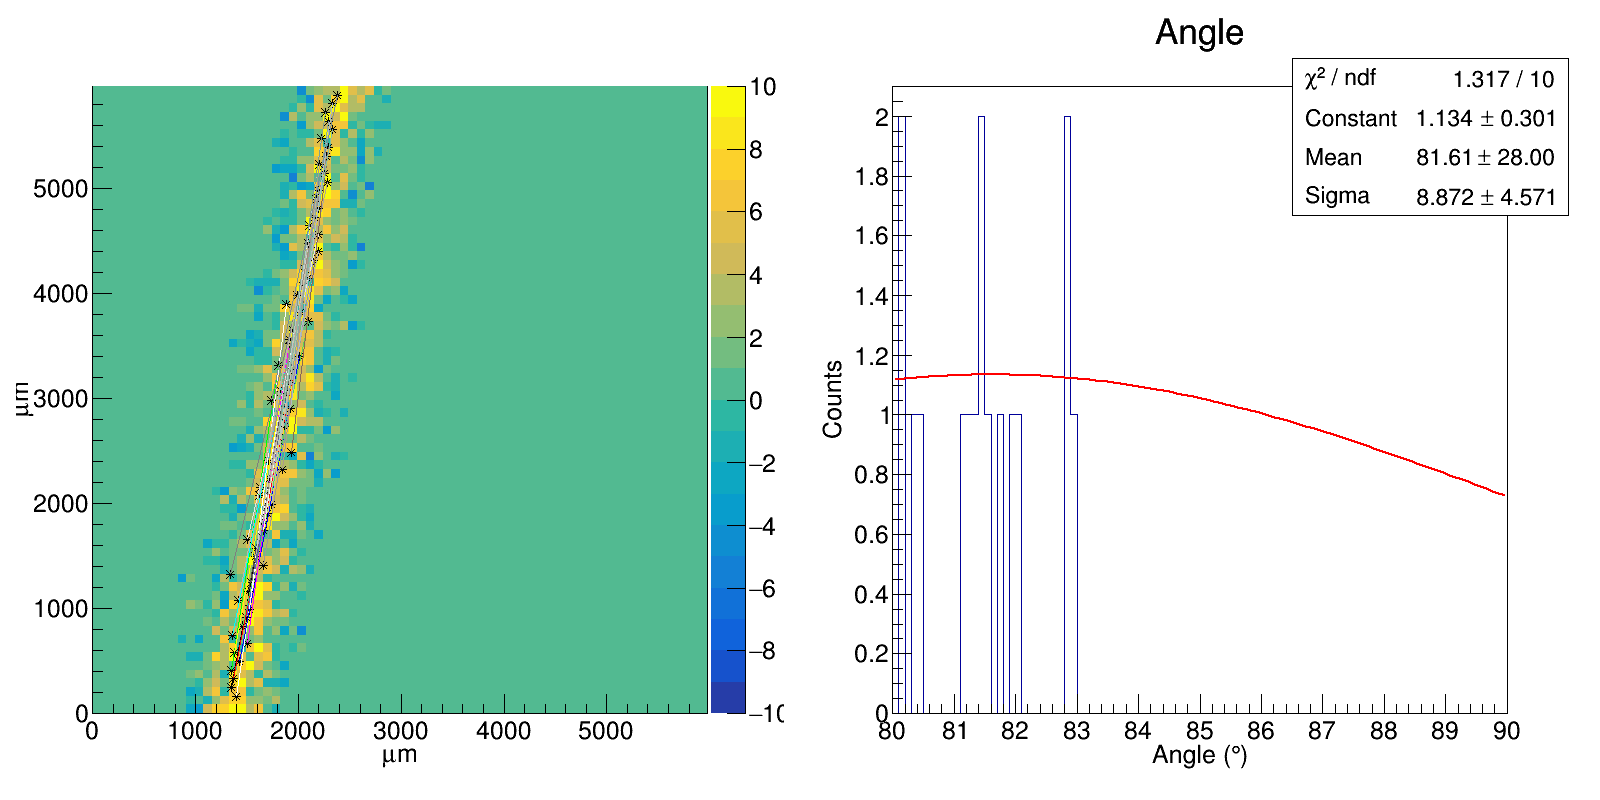 Angle
χ² / ndf 1.317 / 10
Constant 1.134 ± 0.301
Mean 81.61 ± 28.00
Sigma 8.872 ± 4.571
μm
5000
4000
3000
2000
1000
0
0 1000 2000 3000 4000 5000
μm
10
8
6
4
2
0
−2
−4
−6
−8
−10
Counts
2
1.8
1.6
1.4
1.2
1
0.8
0.6
0.4
0.2
0
80 81 82 83 84 85 86 87 88 89 90
Angle (°)